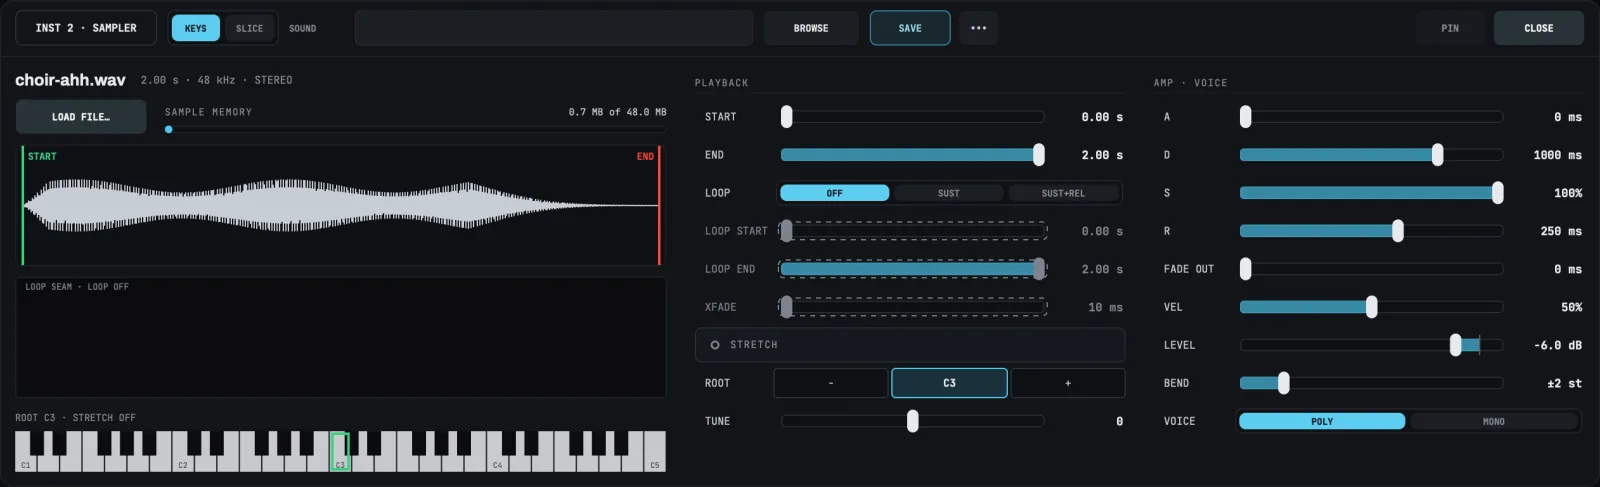 INST 2 · SAMPLER KEYS SLICE SOUND BROWSE SAVE ••• PIN CLOSE
choir-ahh.wav 2.00 s · 48 kHz · STEREO
LOAD FILE… SAMPLE MEMORY 0.7 MB of 48.0 MB
START END
LOOP SEAM · LOOP OFF
ROOT C3 · STRETCH OFF
C1 C2 C3 C4 C5
PLAYBACK
START 0.00 s
END 2.00 s
LOOP OFF SUST SUST+REL
LOOP START 0.00 s
LOOP END 2.00 s
XFADE 10 ms
STRETCH
ROOT - C3 +
TUNE 0
AMP · VOICE
A 0 ms
D 1000 ms
S 100%
R 250 ms
FADE OUT 0 ms
VEL 50%
LEVEL -6.0 dB
BEND ±2 st
VOICE POLY MONO